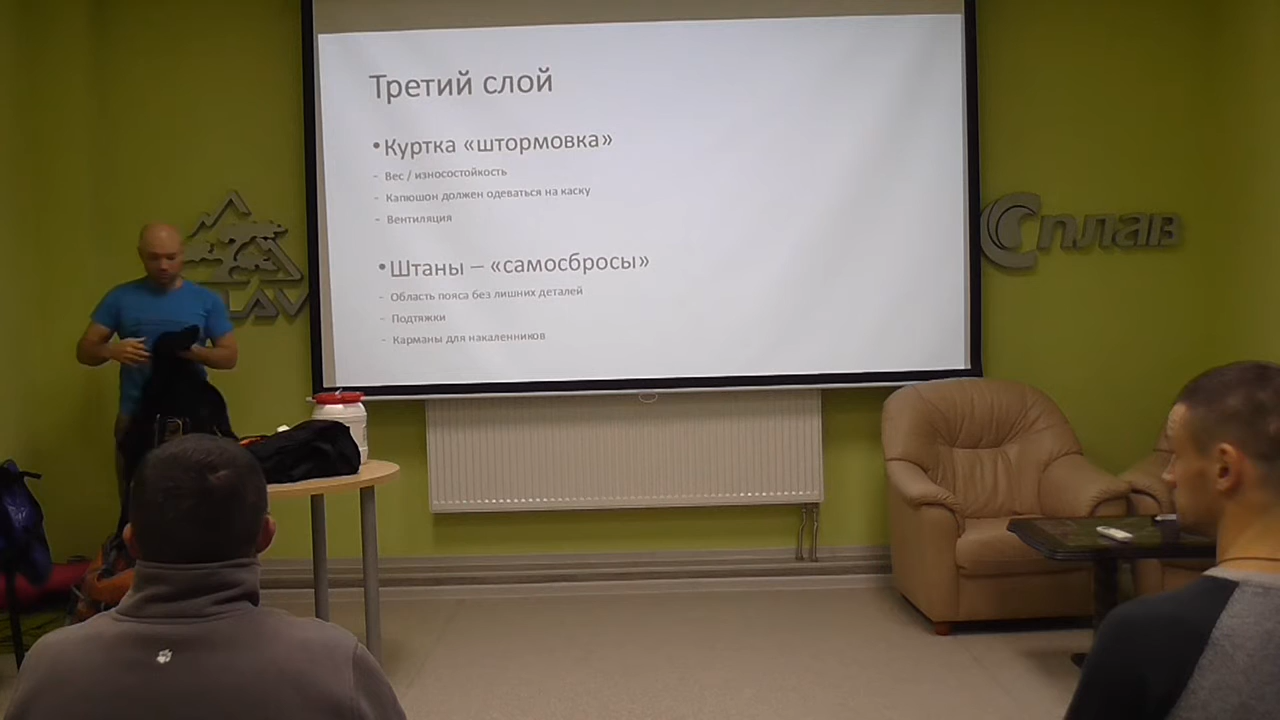 Третий слой
•Куртка «штормовка»
- Вес / износостойкость
- Капюшон должен одеваться на каску
- Вентиляция
•Штаны – «самосбросы»
- Область пояса без лишних деталей
- Подтяжки
- Карманы для накаленников
LAV
Сплав